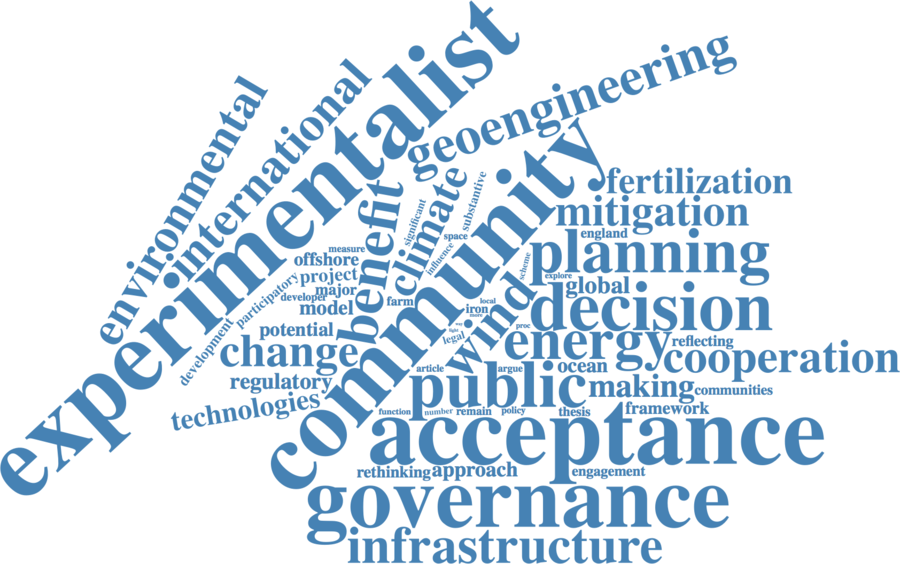 experimentalist
geoengineering
environmental
international
community
fertilization
mitigation
benefit
climate
significant
substantive
space
england
planning
measure
offshore
influence
scheme
explore
project
participatory
global
major
developer
farm
local
iron
more
wind
decision
model
development
potential
way
light
legal
proc
energy
reflecting
change
cooperation
article
argue
ocean
regulatory
public
making
communities
technologies
function
number
remain
policy
thesis
framework
acceptance
rethinking
approach
engagement
governance
infrastructure